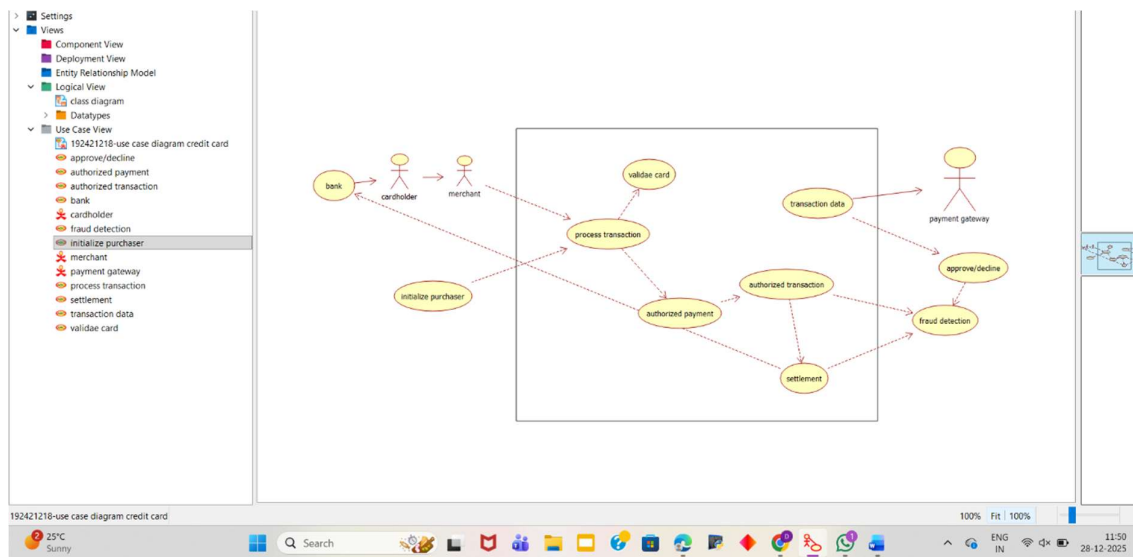 Settings
Views
Component View
Deployment View
Entity Relationship Model
Logical View
class diagram
Datatypes
Use Case View
192421218-use case diagram credit card
approve/decline
authorized payment
authorized transaction
bank
cardholder
fraud detection
initialize purchaser
merchant
payment gateway
process transaction
settlement
transaction data
validae card
bank
cardholder
merchant
validae card
transaction data
payment gateway
process transaction
initialize purchaser
authorized payment
authorized transaction
approve/decline
fraud detection
settlement
192421218-use case diagram credit card
100% Fit 100%
2
25°C
Sunny
Search
1
ENG
IN
11:50
28-12-2025